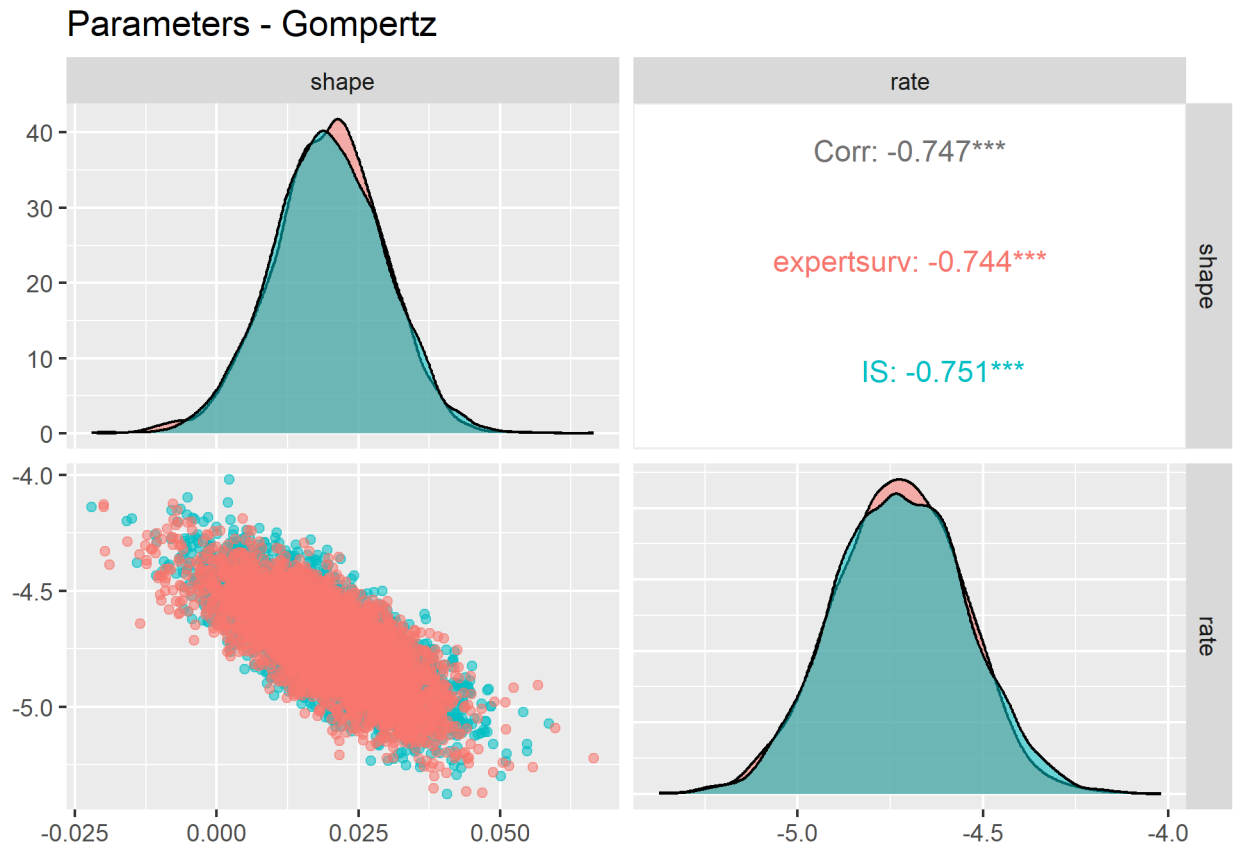 Parameters - Gompertz
shape
rate
40
30
20
10
0
Corr: -0.747***
expertsurv: -0.744***
IS: -0.751***
shape
-4.0
-4.5
-5.0
rate
-0.025
0.000
0.025
0.050
-5.0
-4.5
-4.0